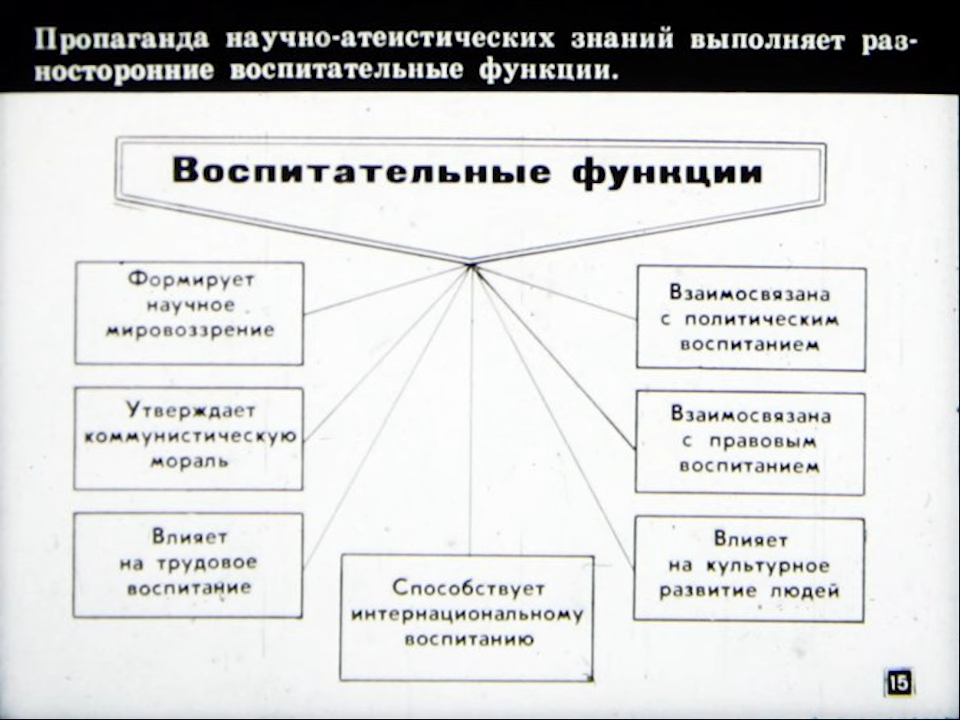 Пропаганда научно-атеистических знаний выполняет раз-
носторонние воспитательные функции.
Воспитательные функции
Формирует
научное
мировоззрение
Утверждает
коммунистическую
мораль
Влияет
на трудовое
воспитание
Способствует
интернациональному
воспитанию
Взаимосвязана
с политическим
воспитанием
Взаимосвязана
с правовым
воспитанием
Влияет
на культурное
развитие людей
15